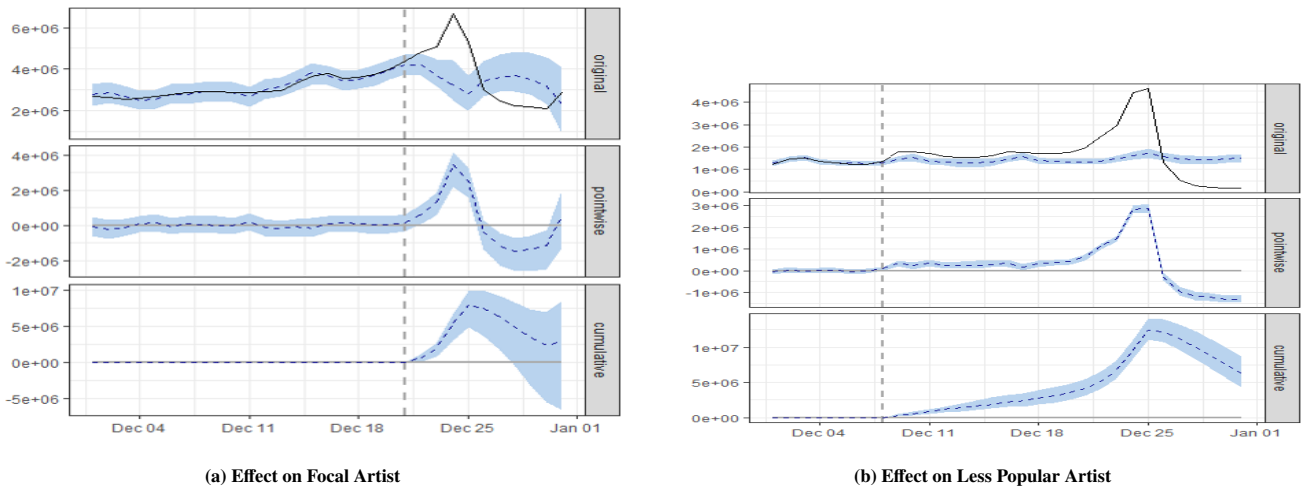 6e+06
4e+06
2e+06
original
4e+06
2e+06
0e+00
-2e+06
pointwise
1e+07
5e+06
0e+00
-5e+06
cumulative
Dec 04 Dec 11 Dec 18 Dec 25 Jan 01
(a) Effect on Focal Artist
4e+06
3e+06
2e+06
1e+06
0e+00
original
3e+06
2e+06
1e+06
0e+00
-1e+06
pointwise
1e+07
5e+06
0e+00
cumulative
Dec 04 Dec 11 Dec 18 Dec 25 Jan 01
(b) Effect on Less Popular Artist